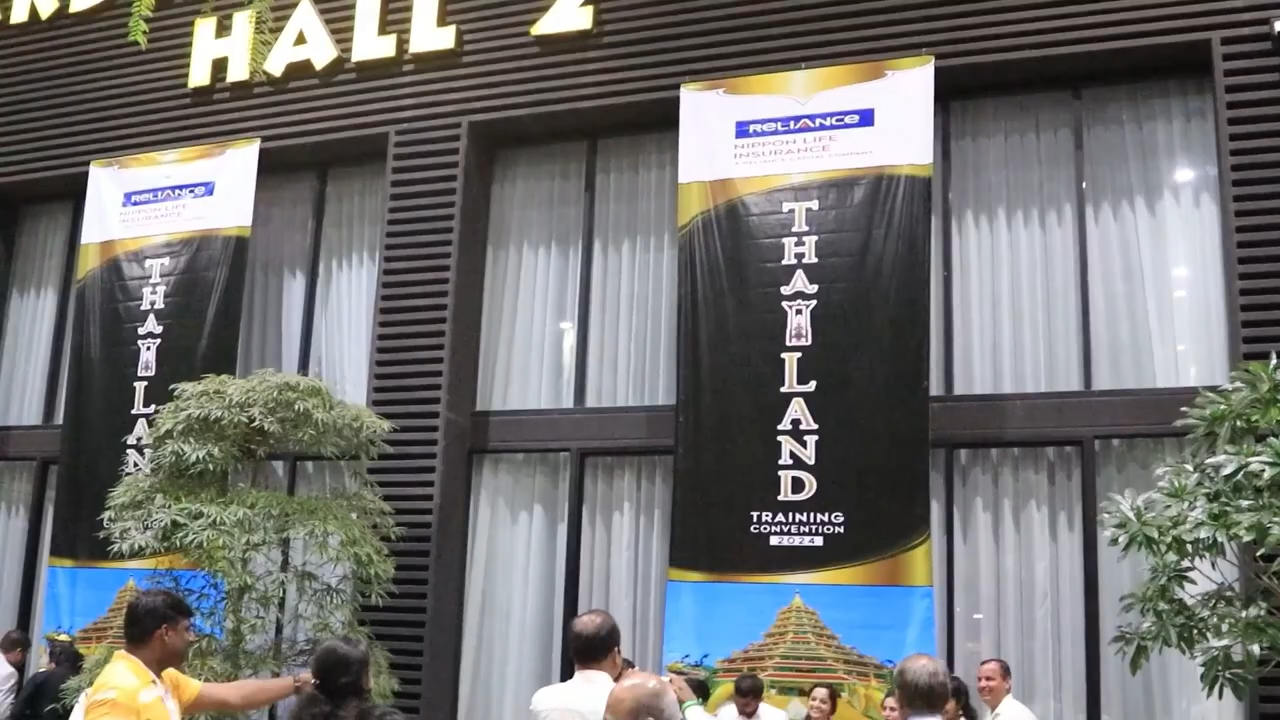 HALL 2
RELIANCE
NIPPON LIFE
INSURANCE
THAILAND
RELIANCE
NIPPON LIFE
INSURANCE
A RELIANCE CAPITAL COMPANY
THAILAND
TRAINING
CONVENTION
2024